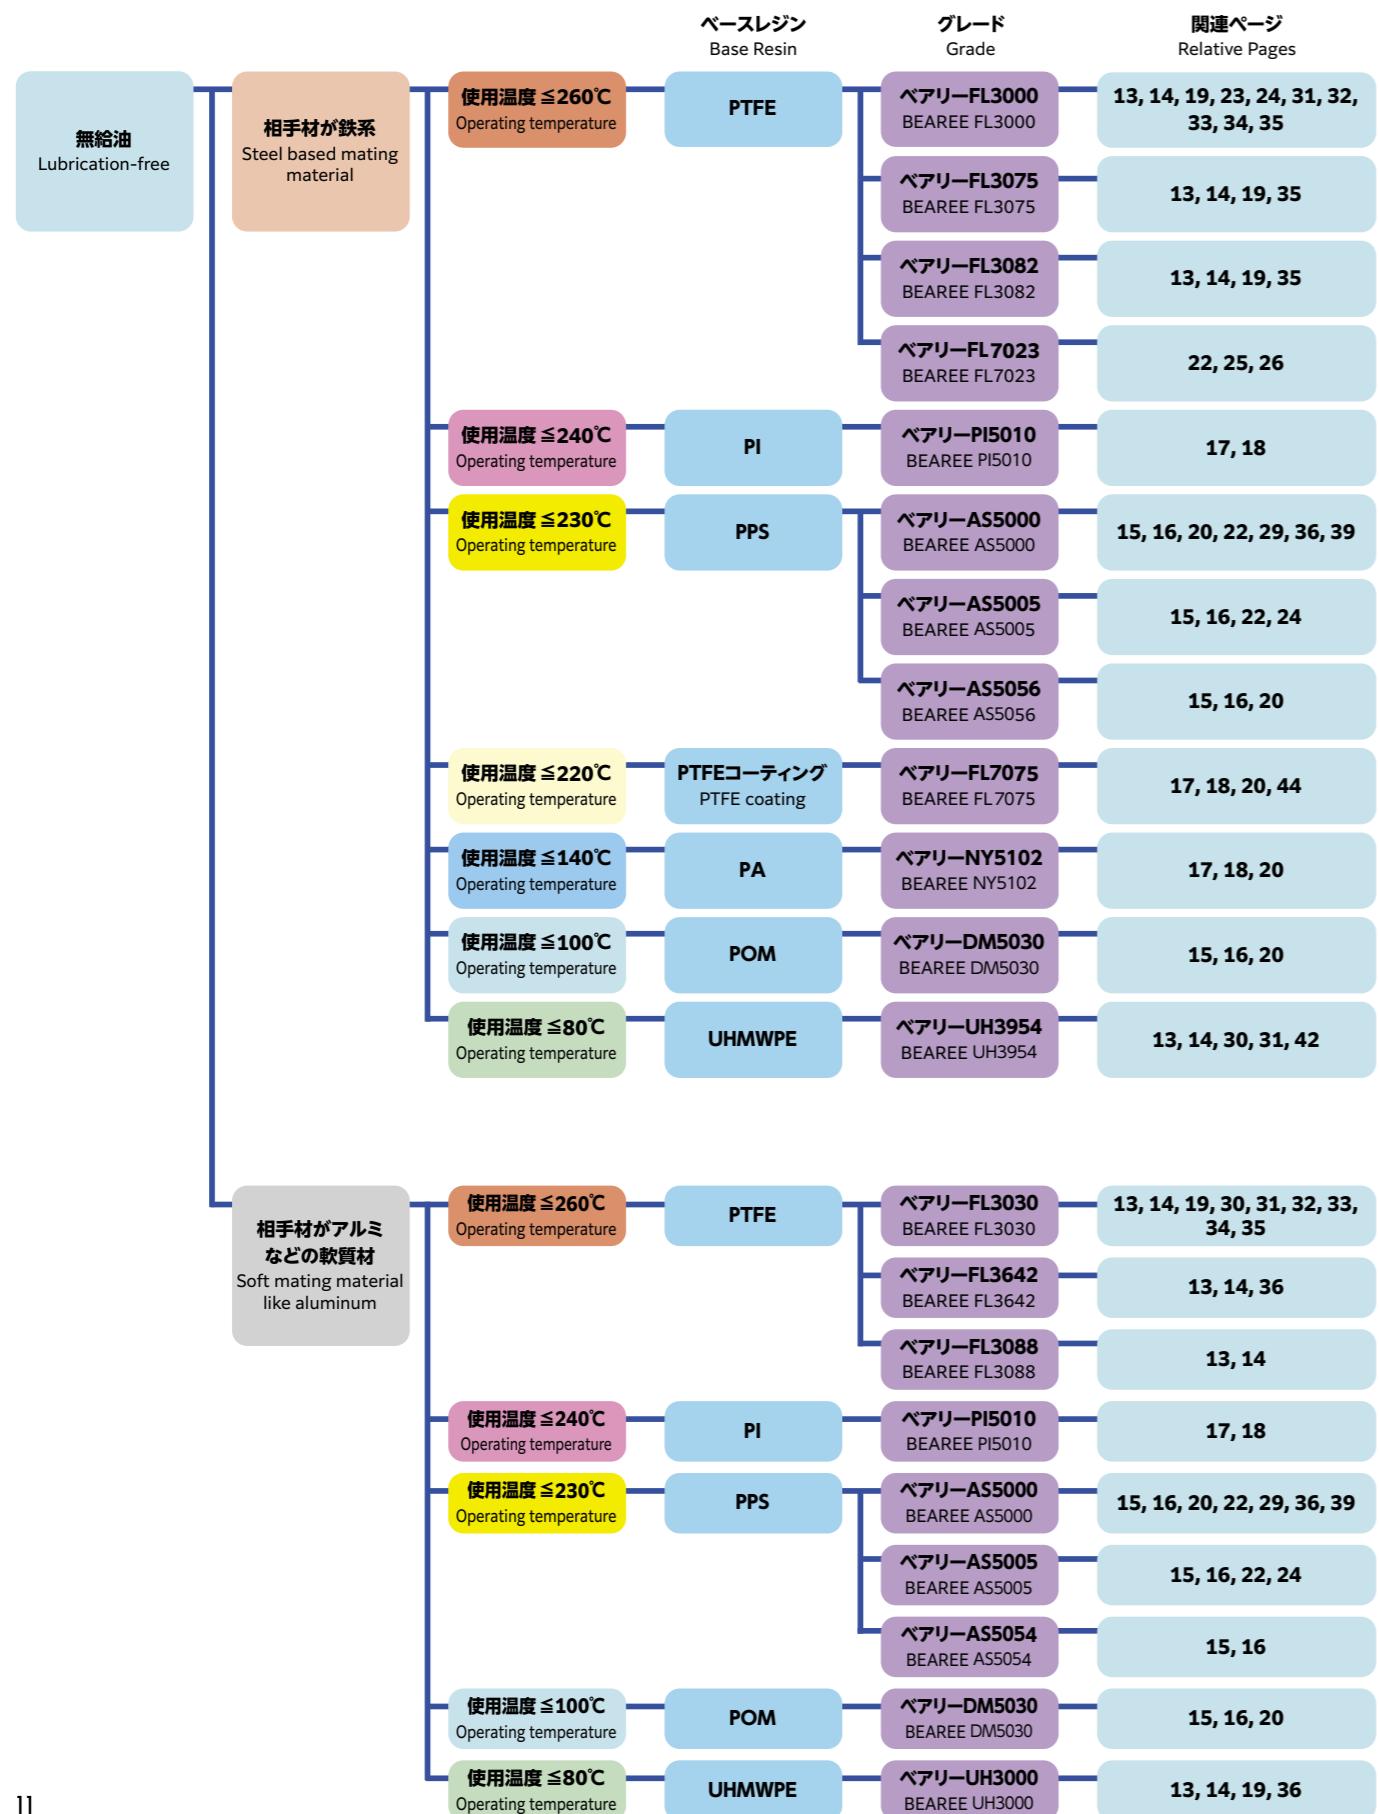 ベースレジン
Base Resin
グレード
Grade
関連ページ
Relative Pages
無給油
Lubrication-free
相手材が鉄系
Steel based mating
material
使用温度 ≦260℃
Operating temperature
PTFE
ベアリーFL3000
BEAREE FL3000
13, 14, 19, 23, 24, 31, 32,
33, 34, 35
ベアリーFL3075
BEAREE FL3075
13, 14, 19, 35
ベアリーFL3082
BEAREE FL3082
13, 14, 19, 35
ベアリーFL7023
BEAREE FL7023
22, 25, 26
使用温度 ≦240℃
Operating temperature
PI
ベアリーPI5010
BEAREE PI5010
17, 18
使用温度 ≦230℃
Operating temperature
PPS
ベアリーAS5000
BEAREE AS5000
15, 16, 20, 22, 29, 36, 39
ベアリーAS5005
BEAREE AS5005
15, 16, 22, 24
ベアリーAS5056
BEAREE AS5056
15, 16, 20
使用温度 ≦220℃
Operating temperature
PTFEコーティング
PTFE coating
ベアリーFL7075
BEAREE FL7075
17, 18, 20, 44
使用温度 ≦140℃
Operating temperature
PA
ベアリーNY5102
BEAREE NY5102
17, 18, 20
使用温度 ≦100℃
Operating temperature
POM
ベアリーDM5030
BEAREE DM5030
15, 16, 20
使用温度 ≦80℃
Operating temperature
UHMWPE
ベアリーUH3954
BEAREE UH3954
13, 14, 30, 31, 42
相手材がアルミ
などの軟質材
Soft mating material
like aluminum
使用温度 ≦260℃
Operating temperature
PTFE
ベアリーFL3030
BEAREE FL3030
13, 14, 19, 30, 31, 32, 33,
34, 35
ベアリーFL3642
BEAREE FL3642
13, 14, 36
ベアリーFL3088
BEAREE FL3088
13, 14
使用温度 ≦240℃
Operating temperature
PI
ベアリーPI5010
BEAREE PI5010
17, 18
使用温度 ≦230℃
Operating temperature
PPS
ベアリーAS5000
BEAREE AS5000
15, 16, 20, 22, 29, 36, 39
ベアリーAS5005
BEAREE AS5005
15, 16, 22, 24
ベアリーAS5054
BEAREE AS5054
15, 16
使用温度 ≦100℃
Operating temperature
POM
ベアリーDM5030
BEAREE DM5030
15, 16, 20
使用温度 ≦80℃
Operating temperature
UHMWPE
ベアリーUH3000
BEAREE UH3000
13, 14, 19, 36
11